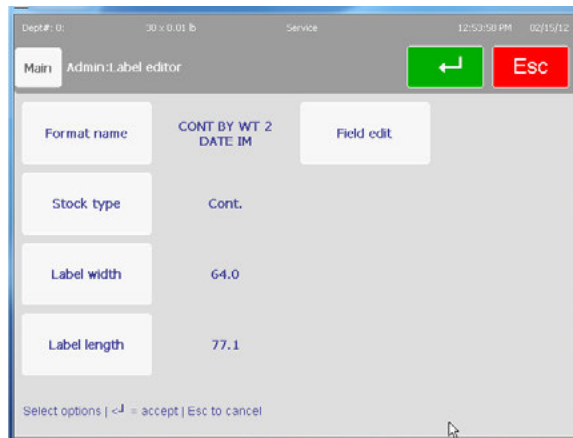 Dept#: 0: 30 x 0.01 lb Service 12:53:58 PM 02/15/12
Main Admin:Label editor ↵ Esc
Format name CONT BY WT 2 DATE IM Field edit
Stock type Cont.
Label width 64.0
Label length 77.1
Select options | <┘ = accept | Esc to cancel